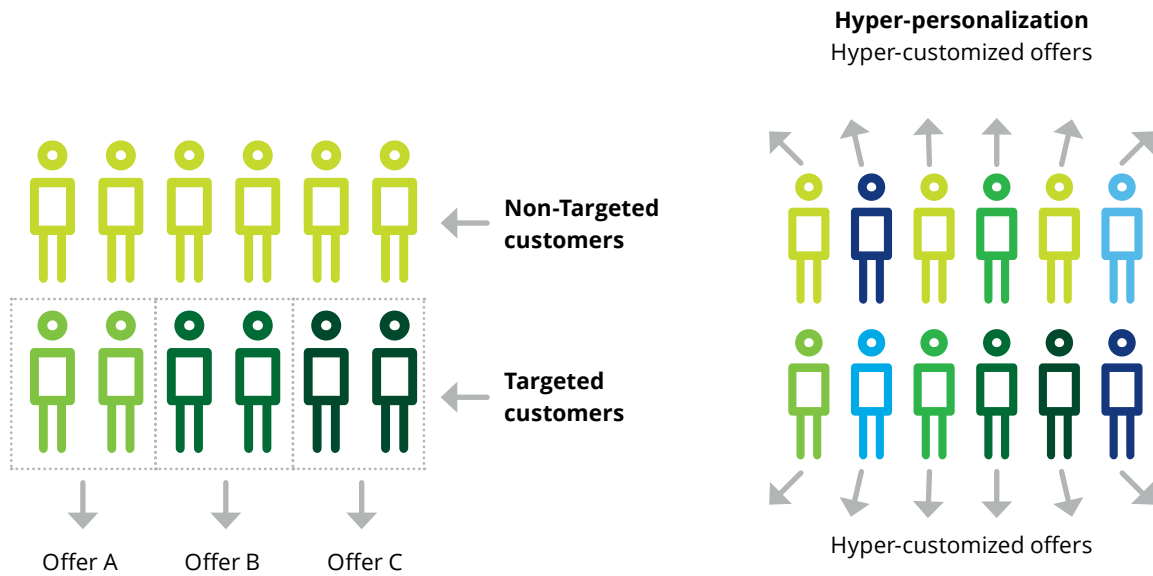 Hyper-personalization
Hyper-customized offers
Non-Targeted
customers
Targeted
customers
Offer A
Offer B
Offer C
Hyper-customized offers